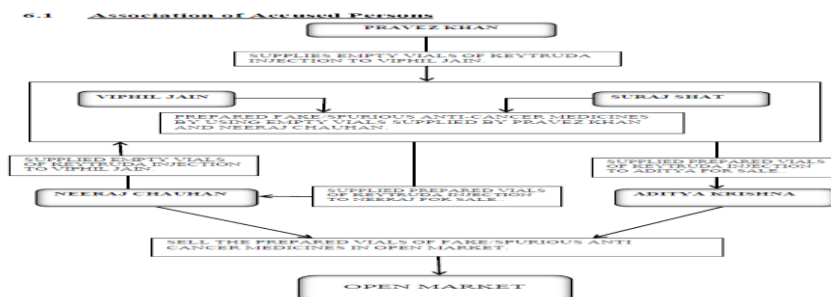 6.1 Association of Accused Persons
PRAVEZ KHAN
SUPPLIES EMPTY VIALS OF KEYTRUDA
INJECTION TO VIPHIL JAIN.
VIPHIL JAIN
SURAJ SHAT
PREPARED FAKE/SPURIOUS ANTI-CANCER MEDICINES
BY USING EMPTY VIALS SUPPLIED BY PRAVEZ KHAN
AND NEERAJ CHAUHAN.
SUPPLIED EMPTY VIALS
OF KEYTRUDA INJECTION
TO VIPHIL JAIN.
SUPPLIED PREPARED VIALS
OF KEYTRUDA INJECTION
TO ADITYA FOR SALE..
NEERAJ CHAUHAN
SUPPLIED PREPARED VIALS
OF KEYTRUDA INJECTION
TO NEERAJ FOR SALE..
ADITYA KRISHNA
SELL THE PREPARED VIALS OF FAKE/SPURIOUS ANTI
CANCER MEDICINES IN OPEN MARKET.
OPEN MARKET